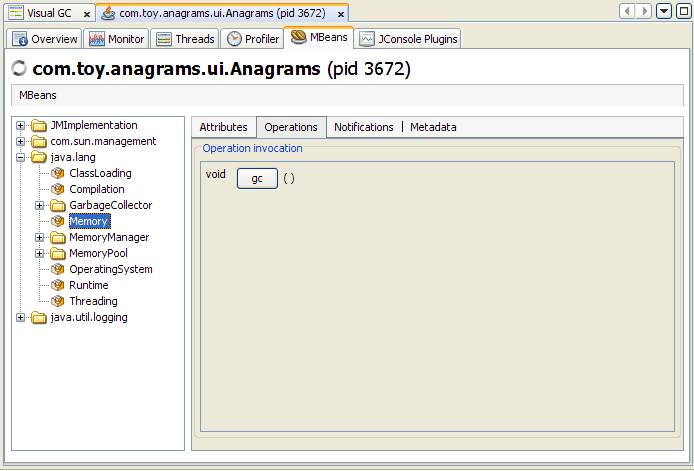 Visual GC x com.toy.anagrams.ui.Anagrams (pid 3672) x
Overview Monitor Threads Profiler MBeans JConsole Plugins
com.toy.anagrams.ui.Anagrams (pid 3672)
MBeans
JMImplementation
com.sun.management
java.lang
ClassLoading
Compilation
GarbageCollector
Memory
MemoryManager
MemoryPool
OperatingSystem
Runtime
Threading
java.util.logging
Attributes Operations Notifications | Metadata
Operation invocation
void gc ( )